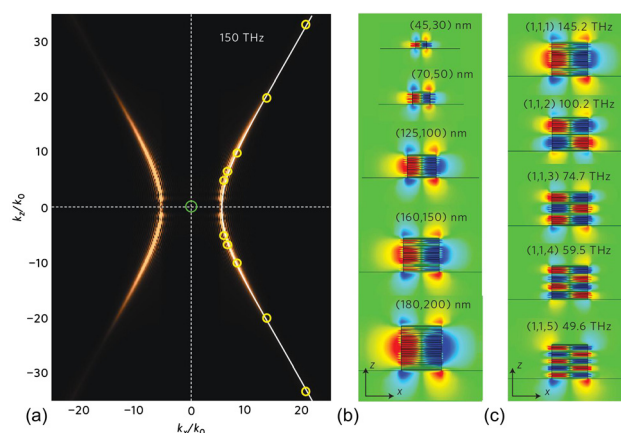 150 THz
30
20
10
0
−10
−20
−30
k_z/k_0
−20
−10
0
10
20
k_x/k_0
(a)
(45,30) nm
(70,50) nm
(125,100) nm
(160,150) nm
(180,200) nm
z
x
(b)
(1,1,1) 145.2 THz
(1,1,2) 100.2 THz
(1,1,3) 74.7 THz
(1,1,4) 59.5 THz
(1,1,5) 49.6 THz
z
x
(c)